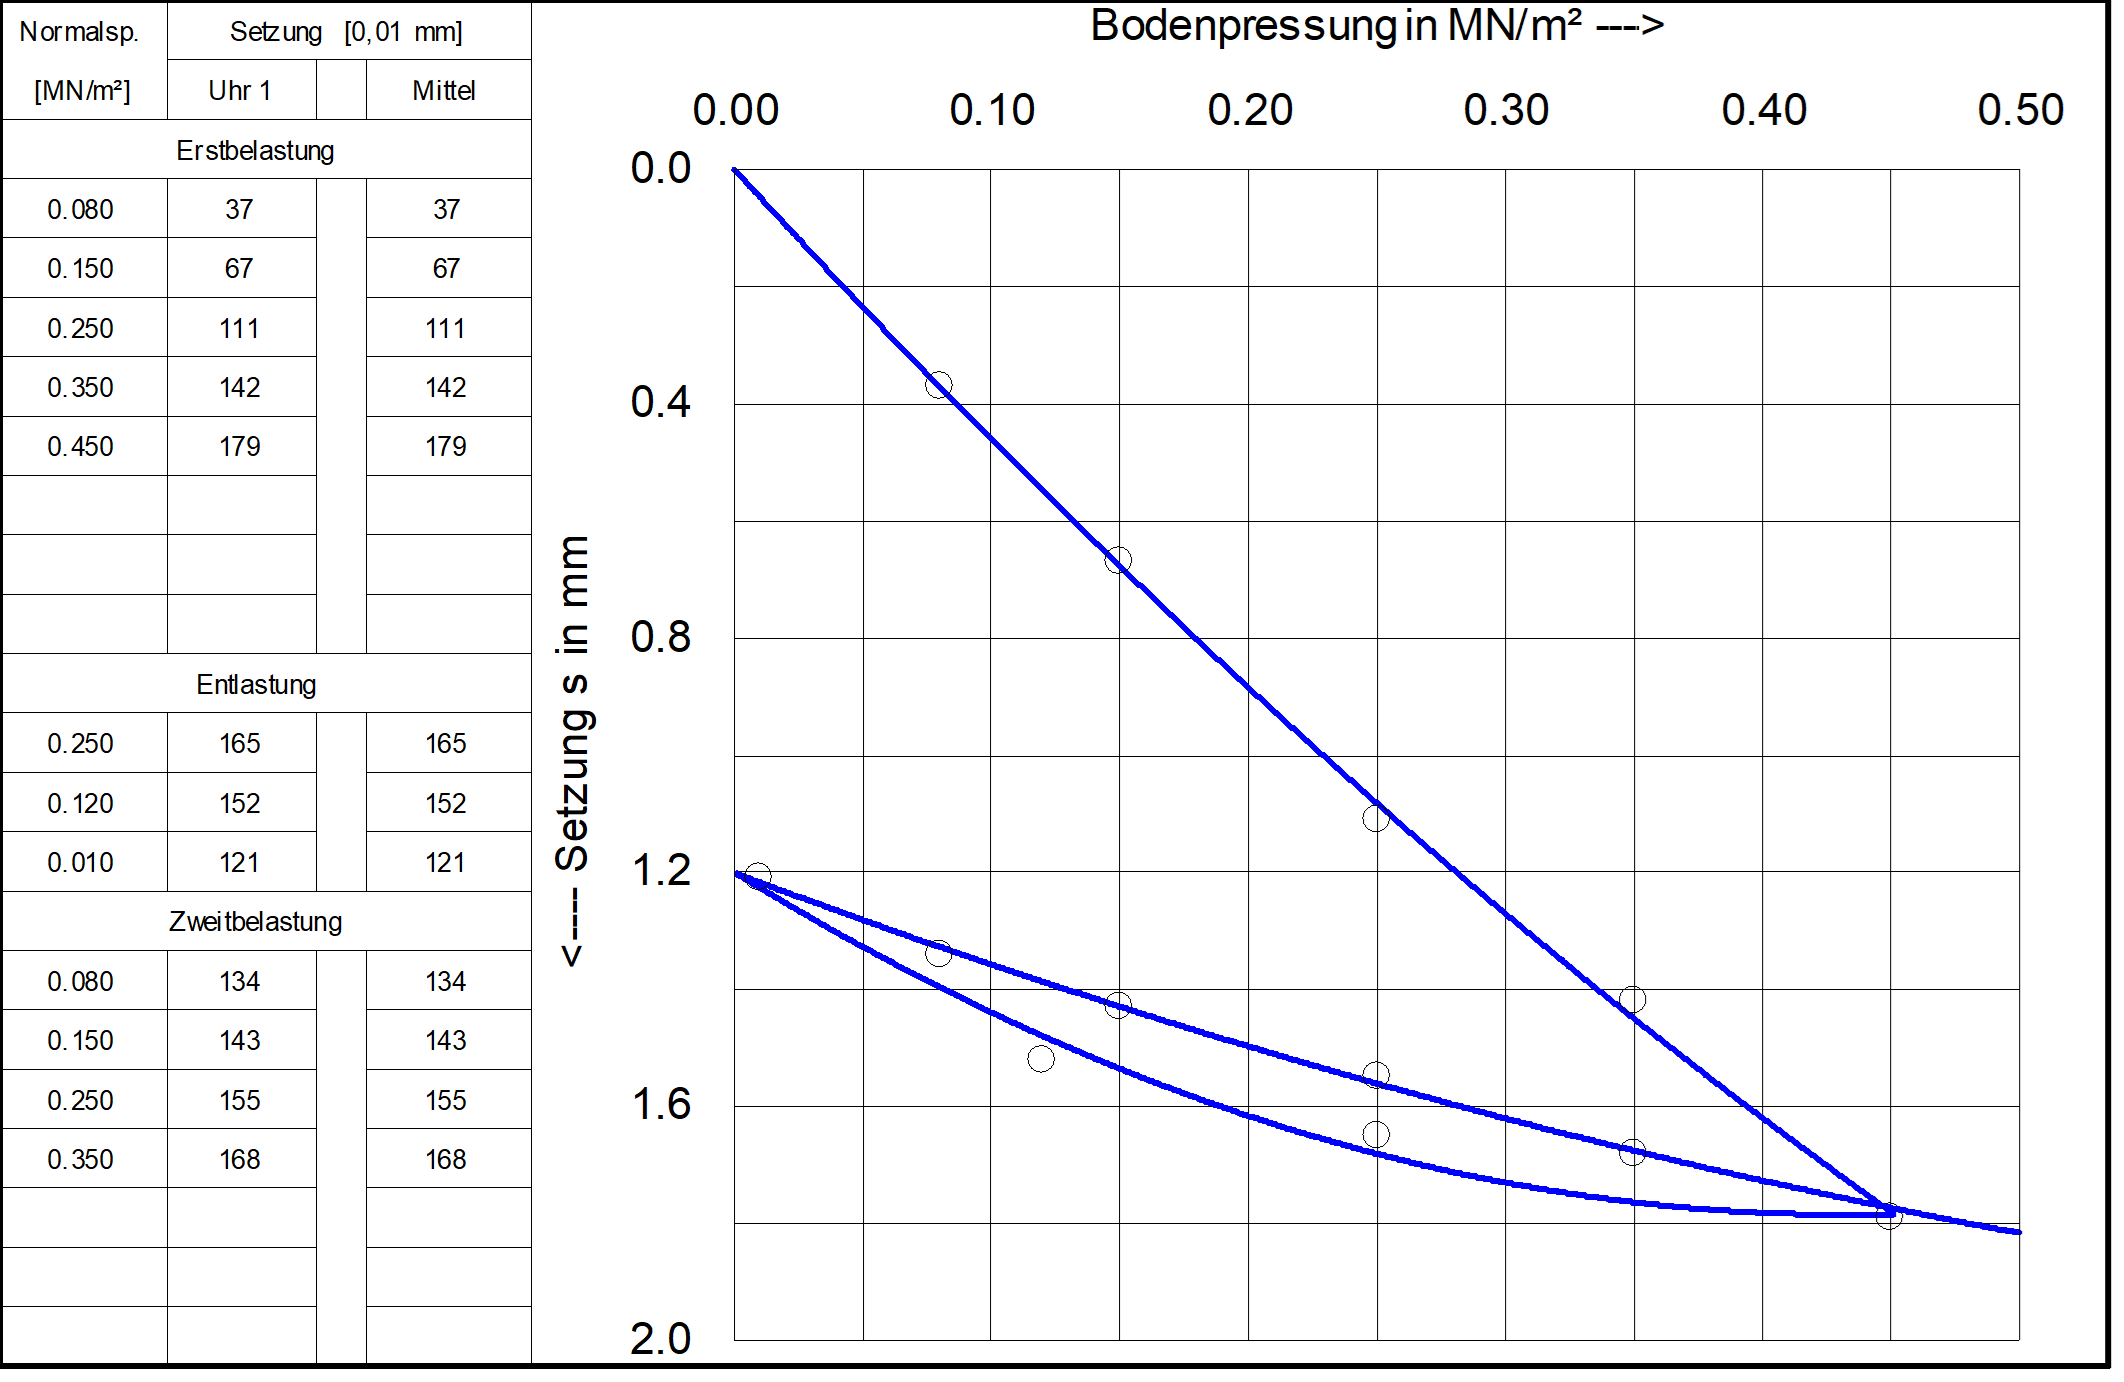 Normalsp. Setzung [0,01 mm]
[MN/m²] Uhr 1 Mittel
Erstbelastung
0.080 37 37
0.150 67 67
0.250 111 111
0.350 142 142
0.450 179 179
Entlastung
0.250 165 165
0.120 152 152
0.010 121 121
Zweitbelastung
0.080 134 134
0.150 143 143
0.250 155 155
0.350 168 168
Bodenpressung in MN/m² ---->
0.00 0.10 0.20 0.30 0.40 0.50
<---- Setzung s in mm
0.0
0.4
0.8
1.2
1.6
2.0